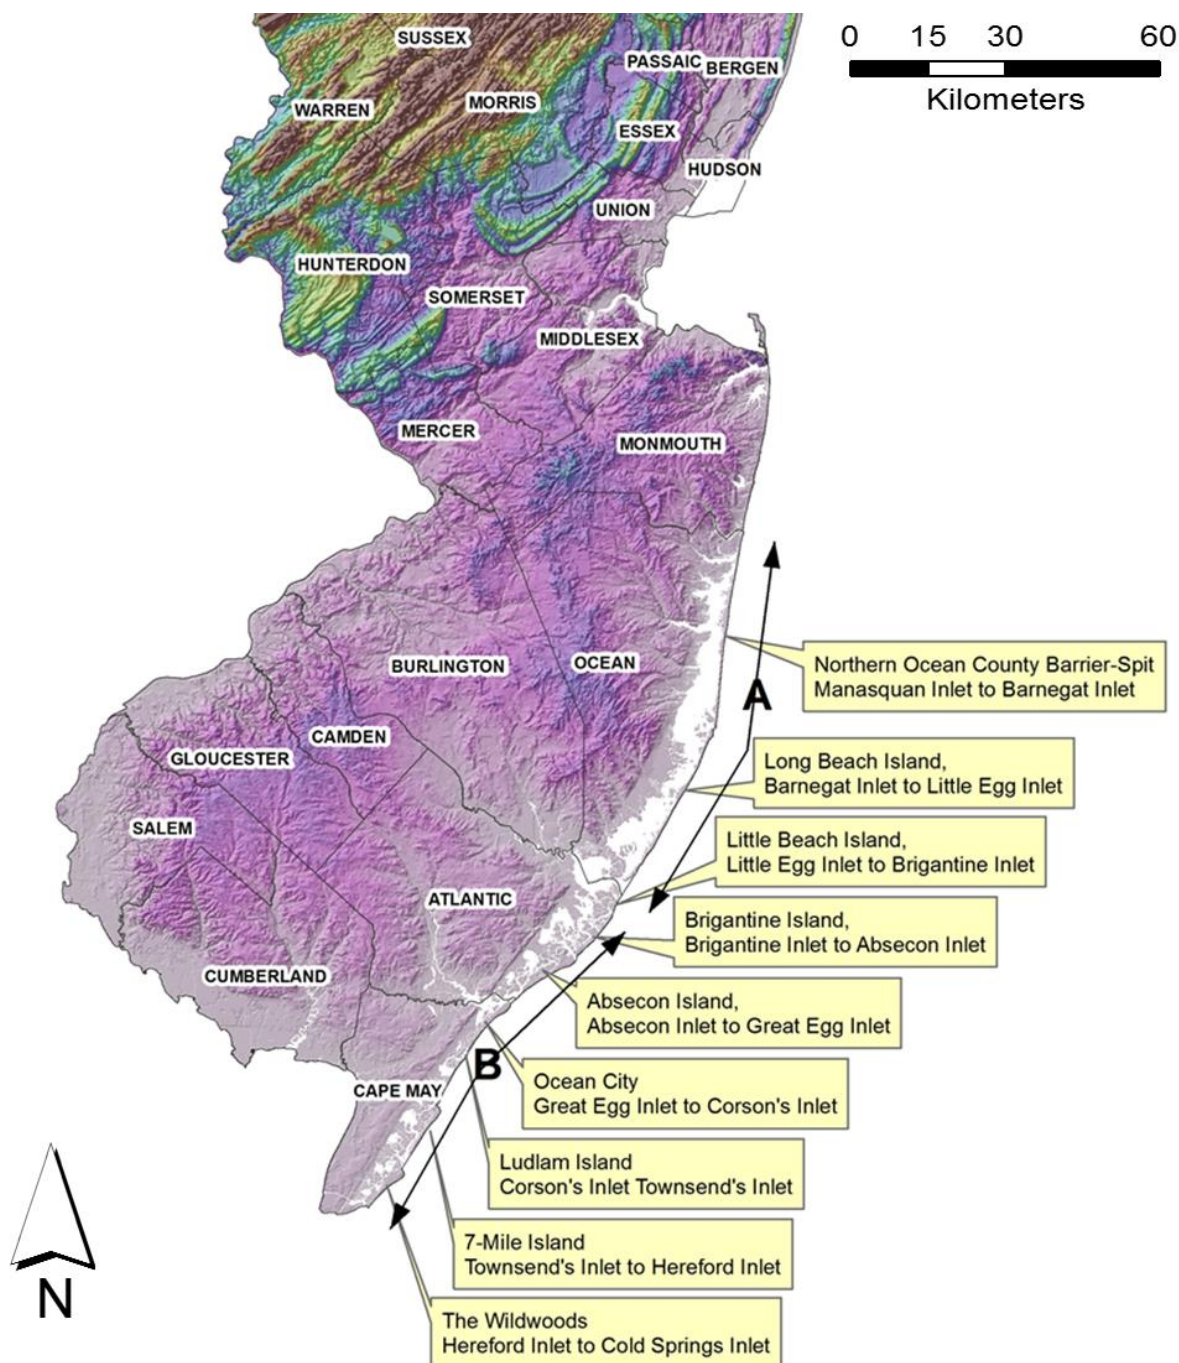 0 15 30 60
Kilometers
SUSSEX
PASSAIC
BERGEN
WARREN
MORRIS
ESSEX
HUDSON
UNION
HUNTERDON
SOMERSET
MIDDLESEX
MERCER
MONMOUTH
BURLINGTON
OCEAN
Northern Ocean County Barrier-Spit
Manasquan Inlet to Barnegat Inlet
A
CAMDEN
GLOUCESTER
Long Beach Island,
Barnegat Inlet to Little Egg Inlet
SALEM
Little Beach Island,
Little Egg Inlet to Brigantine Inlet
ATLANTIC
Brigantine Island,
Brigantine Inlet to Absecon Inlet
CUMBERLAND
Absecon Island,
Absecon Inlet to Great Egg Inlet
B
CAPE MAY
Ocean City
Great Egg Inlet to Corson's Inlet
Ludlam Island
Corson's Inlet Townsend's Inlet
7-Mile Island
Townsend's Inlet to Hereford Inlet
N
The Wildwoods
Hereford Inlet to Cold Springs Inlet